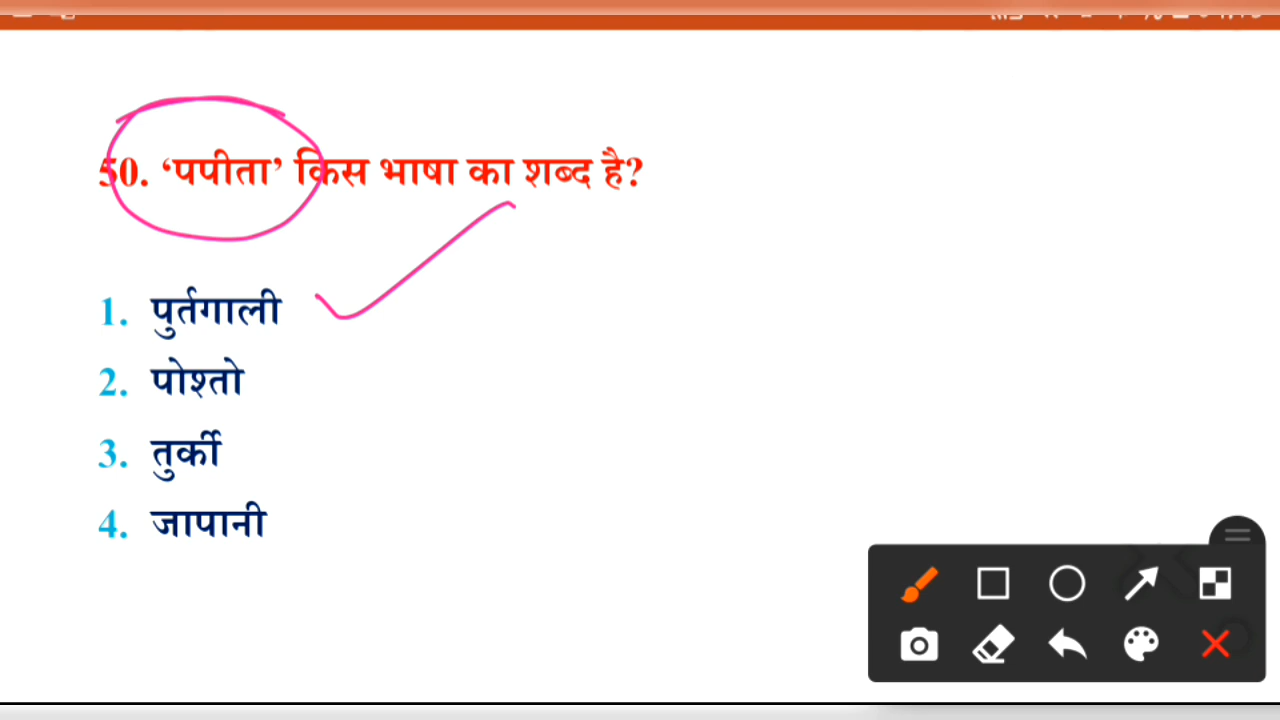 50. ‘पपीता’ किस भाषा का शब्द है?
1. पुर्तगाली
2. पोश्तो
3. तुर्की
4. जापानी